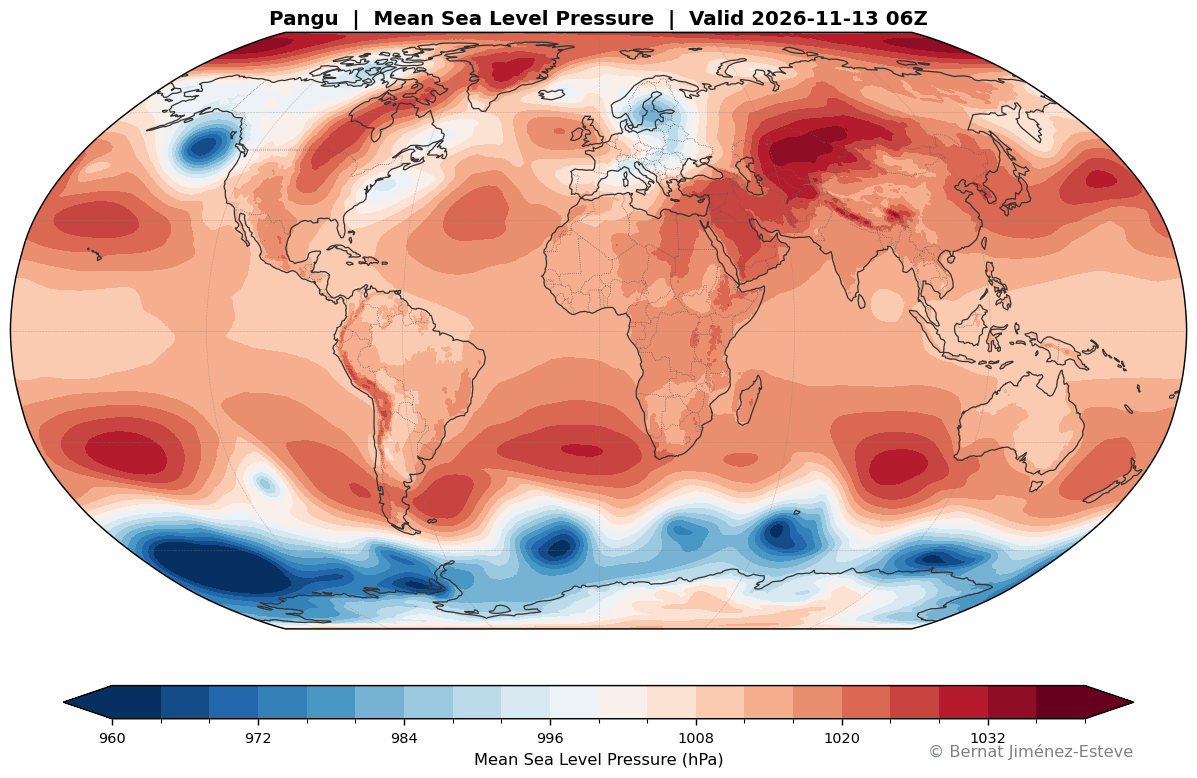 Pangu | Mean Sea Level Pressure | Valid 2026-11-13 06Z
960 972 984 996 1008 1020 1032
Mean Sea Level Pressure (hPa)
© Bernat Jiménez-Esteve